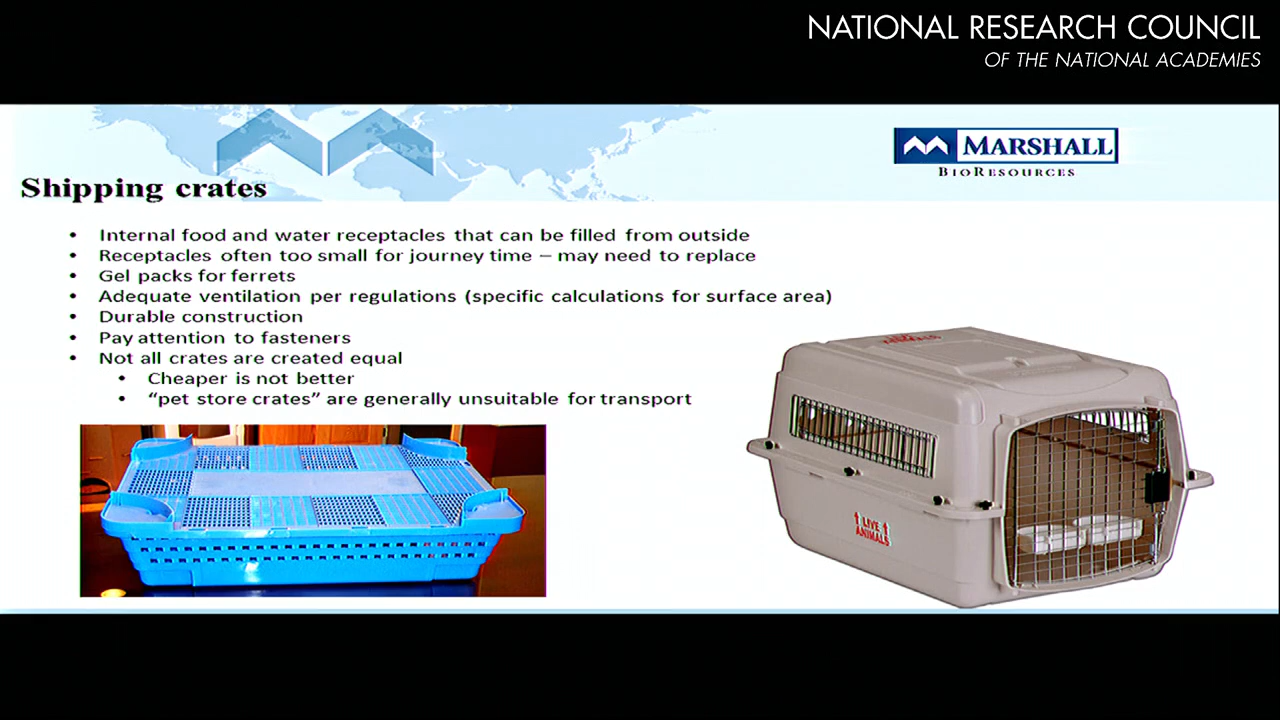 NATIONAL RESEARCH COUNCIL
OF THE NATIONAL ACADEMIES
MARSHALL
BIORESOURCES
Shipping crates
• Internal food and water receptacles that can be filled from outside
• Receptacles often too small for journey time – may need to replace
• Gel packs for ferrets
• Adequate ventilation per regulations (specific calculations for surface area)
• Durable construction
• Pay attention to fasteners
• Not all crates are created equal
• Cheaper is not better
• “pet store crates” are generally unsuitable for transport
LIVE
ANIMALS